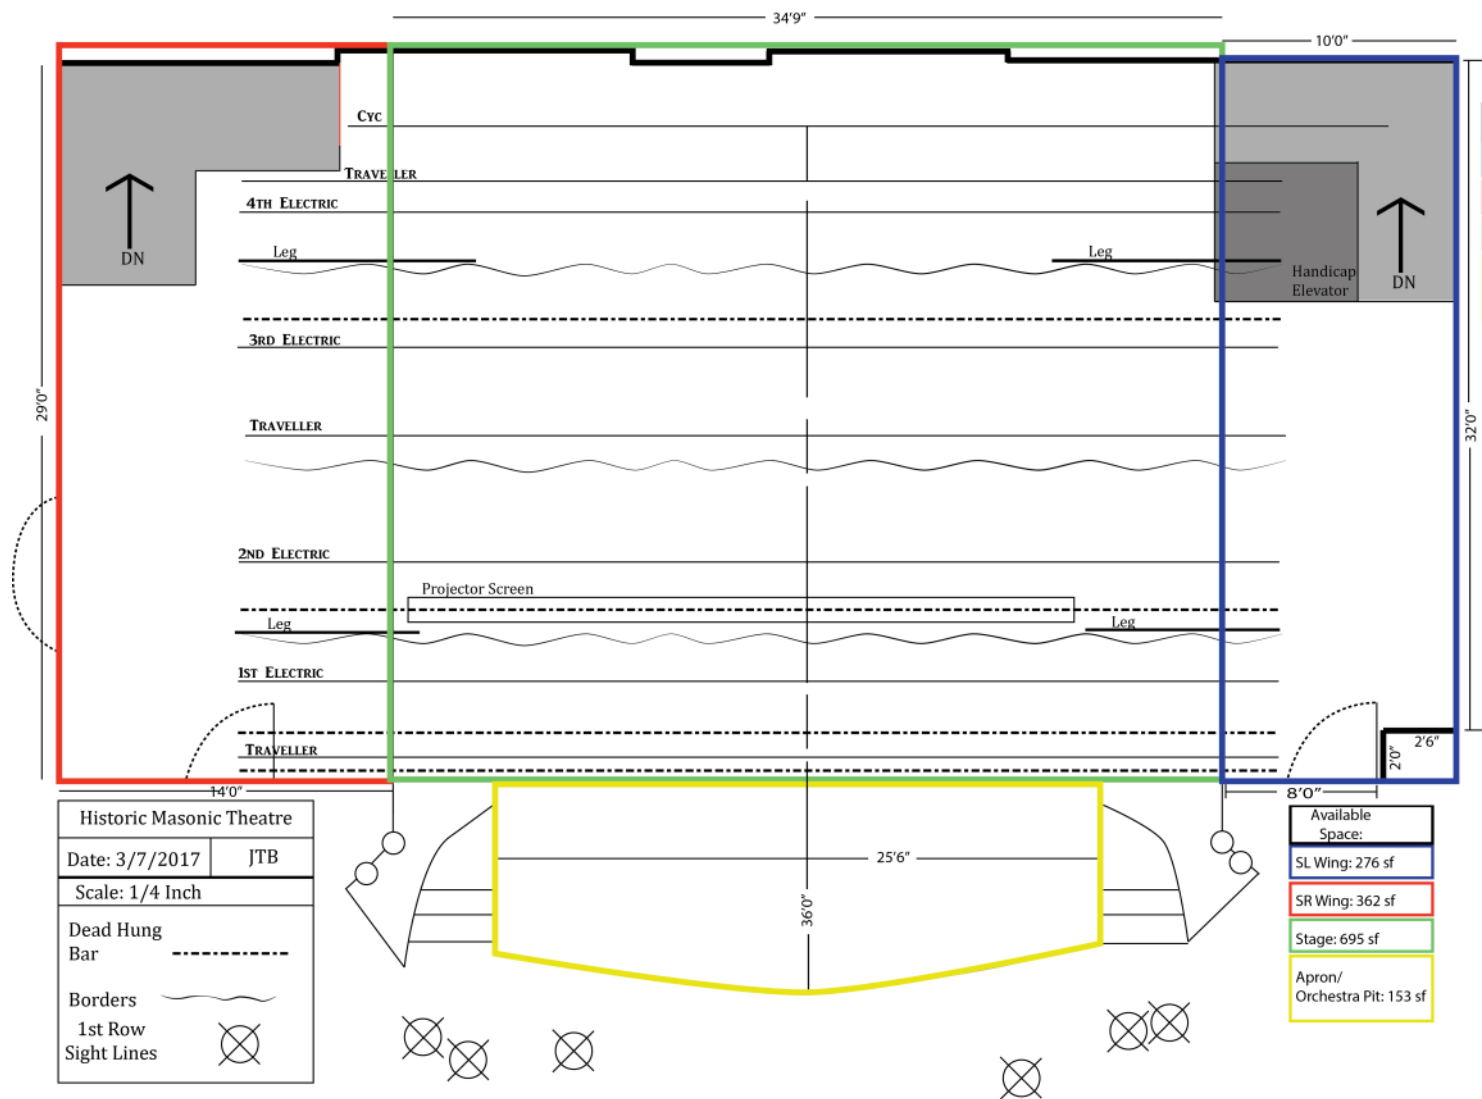 34'9"
10'0"
Cyc
Traveller
4th Electric
Leg
Leg
DN
Handicap
Elevator
DN
3rd Electric
29'0"
Traveller
32'0"
2nd Electric
Projector Screen
Leg
Leg
1st Electric
Traveller
2'6"
2'0"
14'0"
8'0"
Historic Masonic Theatre
Date: 3/7/2017
JTB
Scale: 1/4 Inch
Dead Hung
Bar
Borders
1st Row
Sight Lines
25'6"
36'0"
Available
Space:
SL Wing: 276 sf
SR Wing: 362 sf
Stage: 695 sf
Apron/
Orchestra Pit: 153 sf